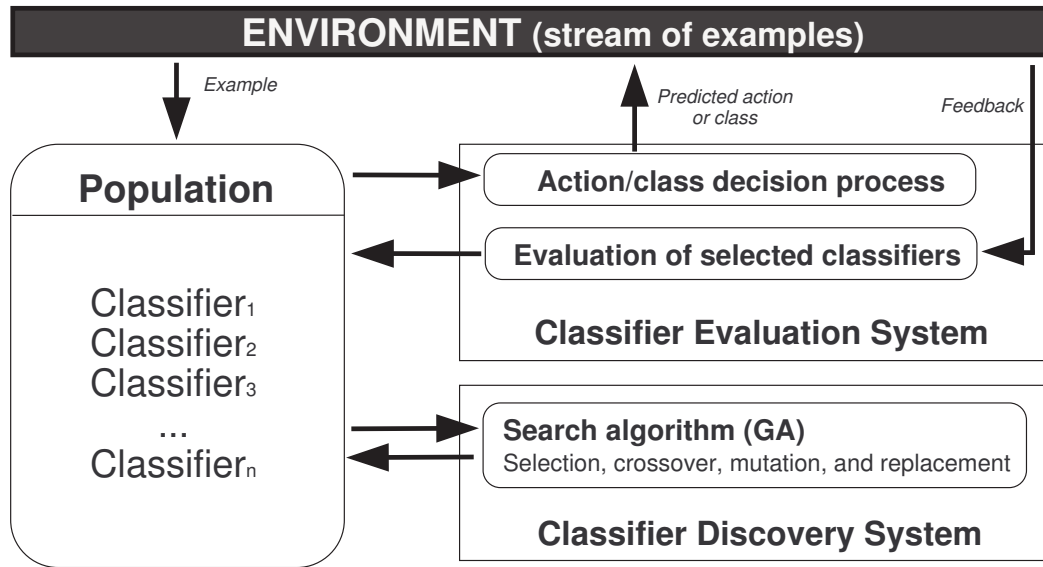 ENVIRONMENT (stream of examples)
Example
Predicted action
or class
Feedback
Population
Classifier1
Classifier2
Classifier3
...
Classifiern
Action/class decision process
Evaluation of selected classifiers
Classifier Evaluation System
Search algorithm (GA)
Selection, crossover, mutation, and replacement
Classifier Discovery System